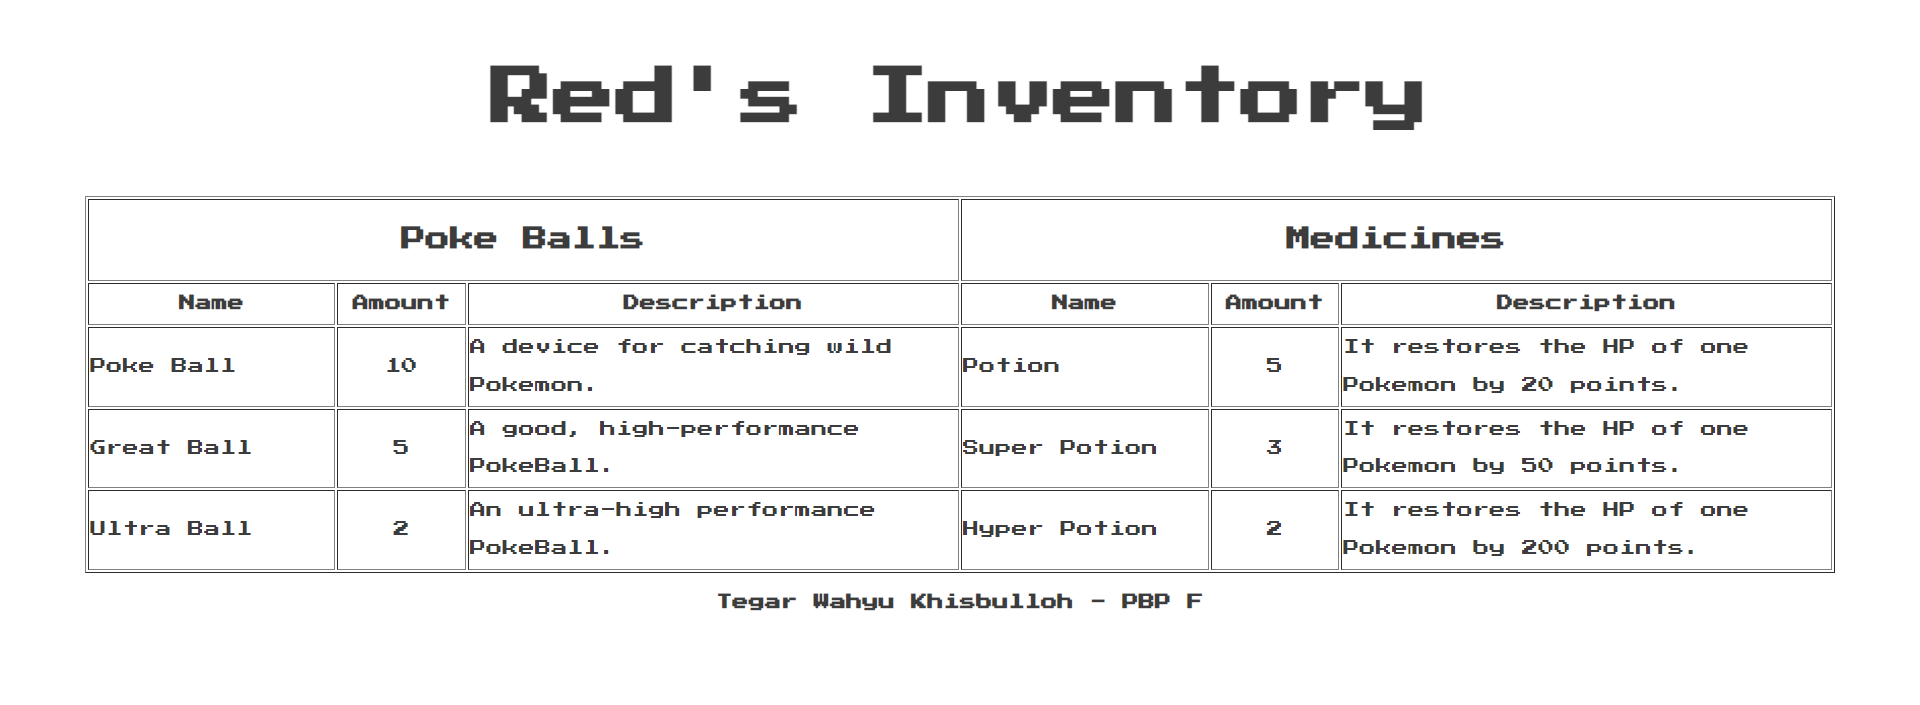 Red's Inventory
Poke Balls Medicines
Name Amount Description Name Amount Description
Poke Ball 10 A device for catching wild Pokemon. Potion 5 It restores the HP of one Pokemon by 20 points.
Great Ball 5 A good, high-performance PokeBall. Super Potion 3 It restores the HP of one Pokemon by 50 points.
Ultra Ball 2 An ultra-high performance PokeBall. Hyper Potion 2 It restores the HP of one Pokemon by 200 points.
Tegar Wahyu Khisbulloh - PBP F